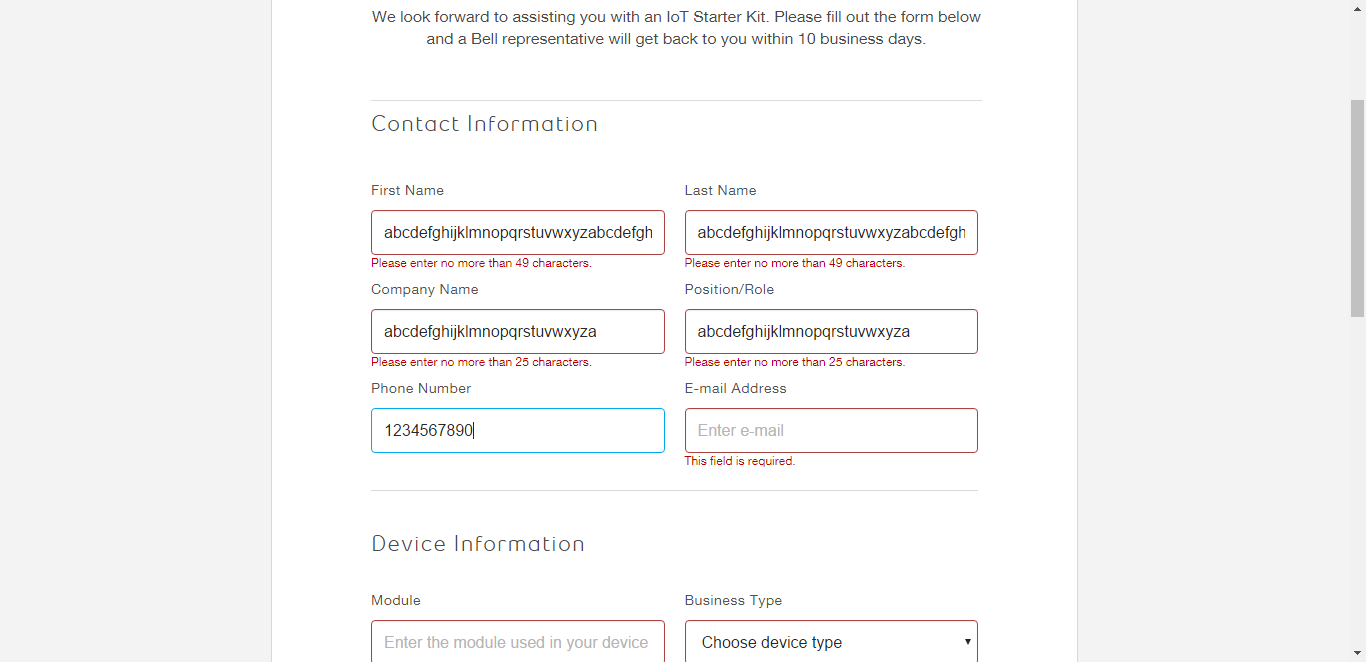 We look forward to assisting you with an IoT Starter Kit. Please fill out the form below
and a Bell representative will get back to you within 10 business days.
Contact Information
First Name
Last Name
abcdefghijklmnopqrstuvwxyzabcdefgh
abcdefghijklmnopqrstuvwxyzabcdefgh
Please enter no more than 49 characters.
Please enter no more than 49 characters.
Company Name
Position/Role
abcdefghijklmnopqrstuvwxyza
abcdefghijklmnopqrstuvwxyza
Please enter no more than 25 characters.
Please enter no more than 25 characters.
Phone Number
E-mail Address
1234567890
Enter e-mail
This field is required.
Device Information
Module
Business Type
Enter the module used in your device
Choose device type